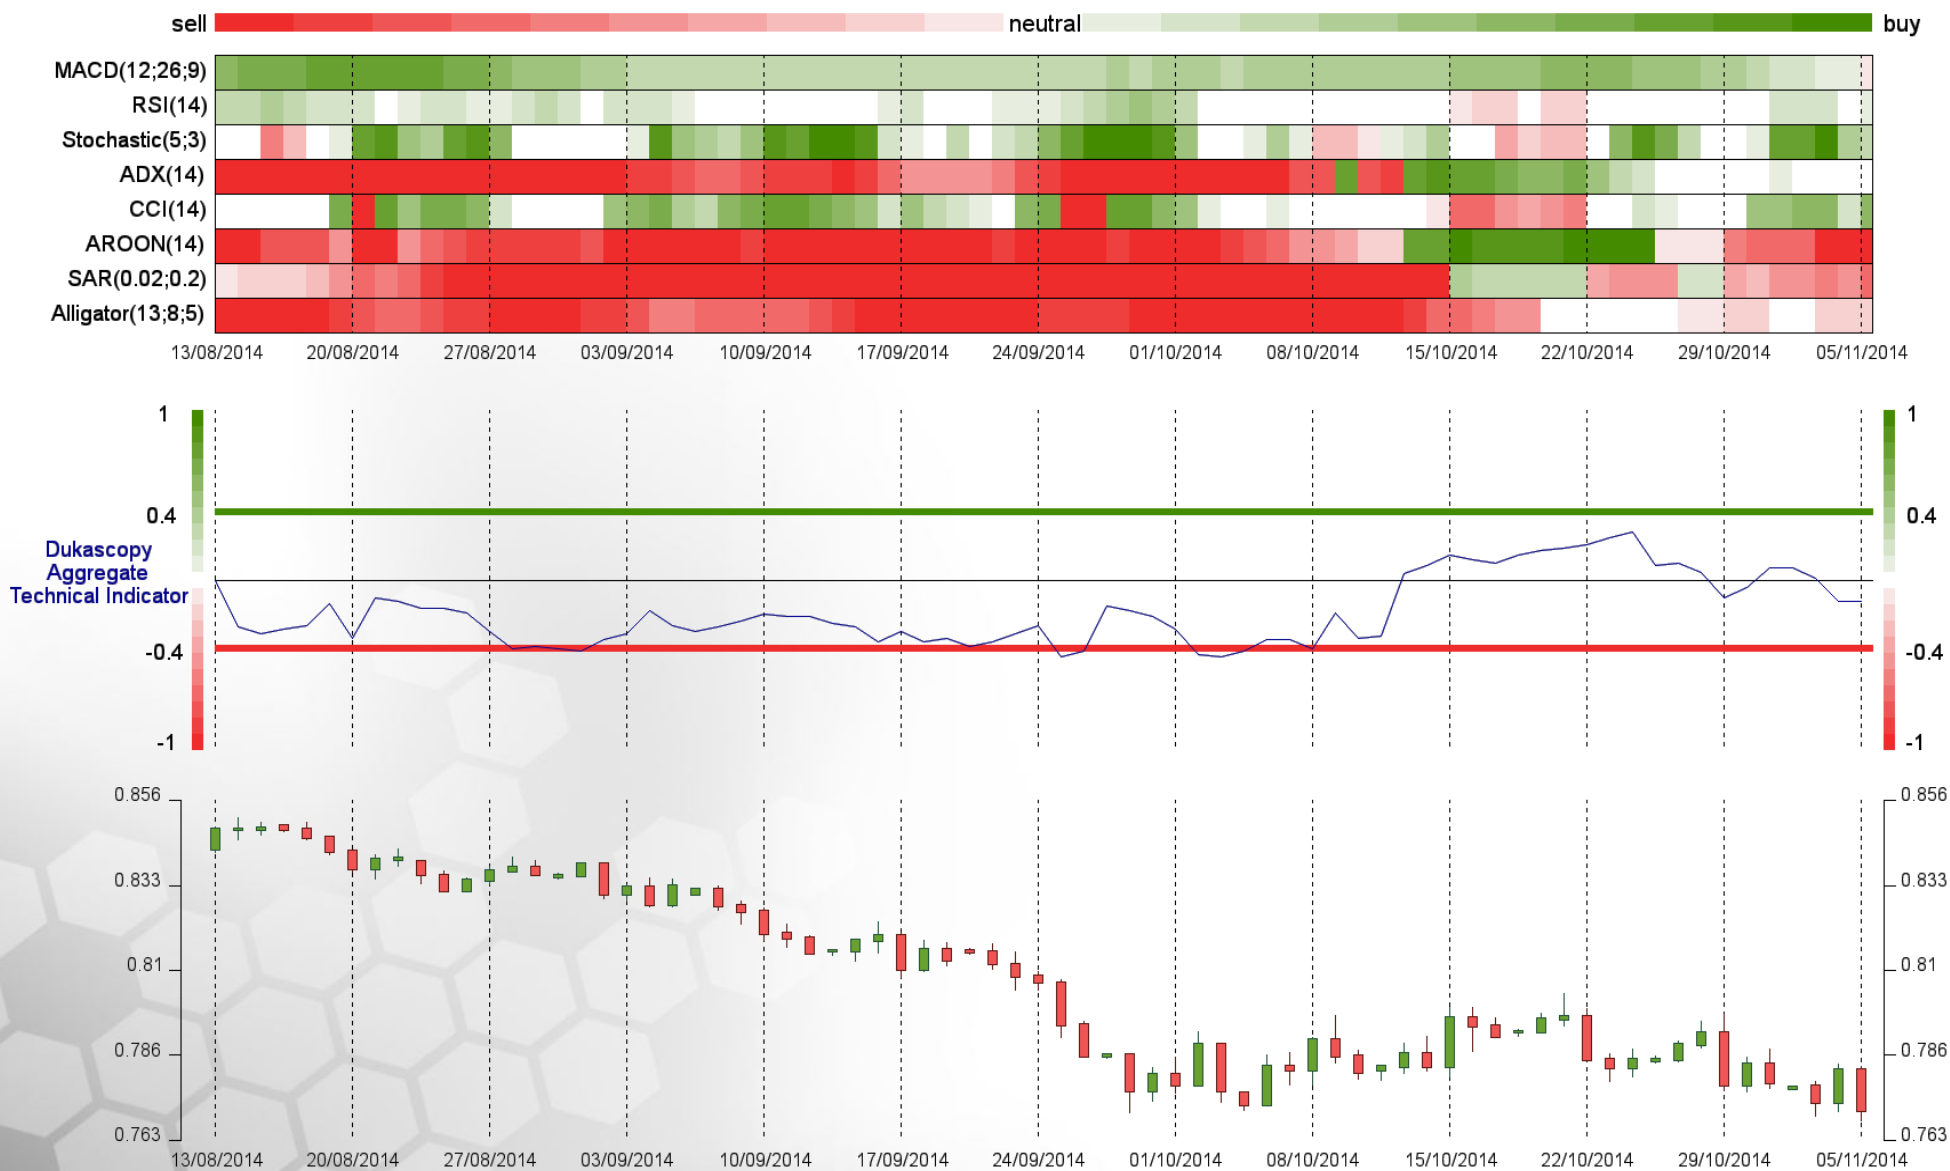 sell neutral buy
MACD(12;26;9)
RSI(14)
Stochastic(5;3)
ADX(14)
CCI(14)
AROON(14)
SAR(0.02;0.2)
Alligator(13;8;5)
13/08/2014 20/08/2014 27/08/2014 03/09/2014 10/09/2014 17/09/2014 24/09/2014 01/10/2014 08/10/2014 15/10/2014 22/10/2014 29/10/2014 05/11/2014
1 1
0.4 0.4
Dukascopy
Aggregate
Technical Indicator
-0.4 -0.4
-1 -1
0.856 0.856
0.833 0.833
0.81 0.81
0.786 0.786
0.763 0.763
13/08/2014 20/08/2014 27/08/2014 03/09/2014 10/09/2014 17/09/2014 24/09/2014 01/10/2014 08/10/2014 15/10/2014 22/10/2014 29/10/2014 05/11/2014